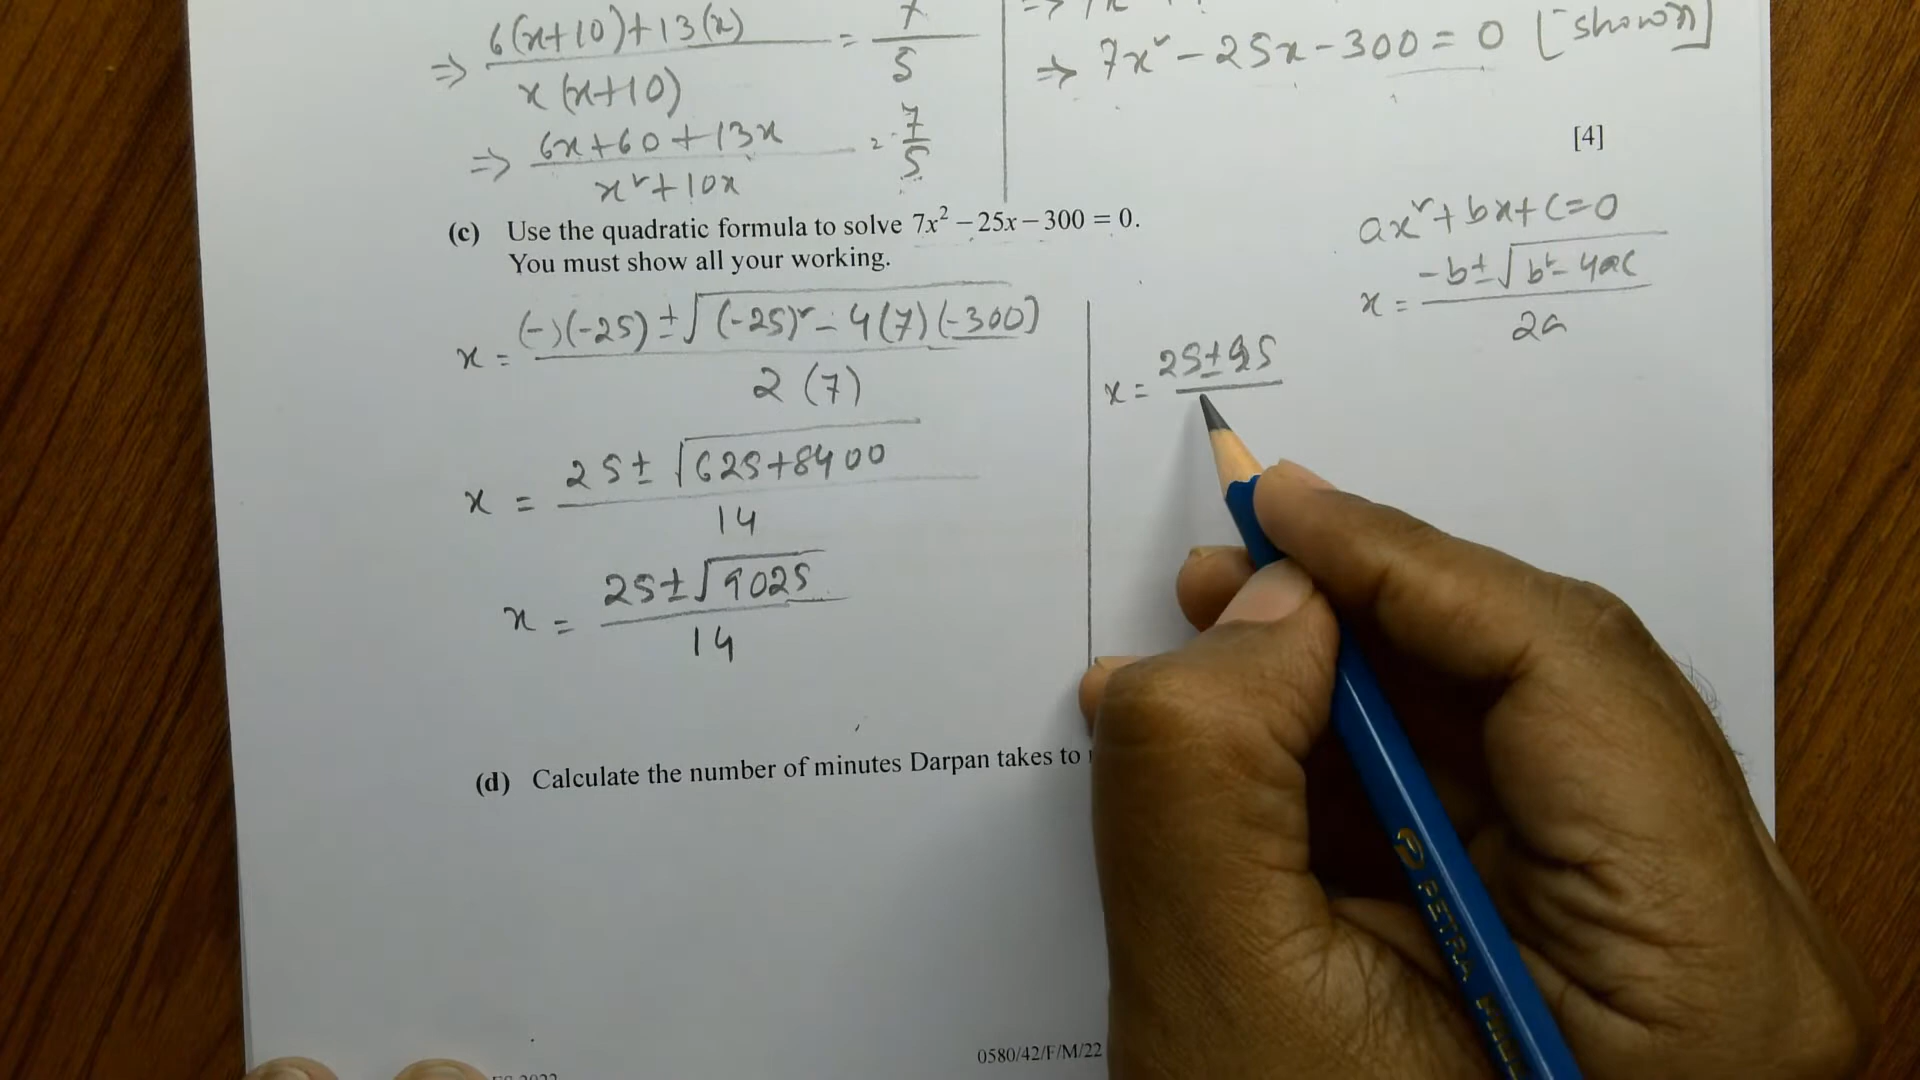 ⇒ 6(x+10)+13(x) / x(x+10) = 7/5
⇒ 6x+60+13x / x²+10x = 7/5
⇒ 7x² - 25x - 300 = 0 [shown]
[4]
(c) Use the quadratic formula to solve 7x² – 25x – 300 = 0.
You must show all your working.
ax² + bx + c = 0
x = -b ± √(b² - 4ac) / 2a
x = (-)(-25) ± √((-25)² - 4(7)(-300)) / 2(7)
x = 25 ± √(625+8400) / 14
x = 25 ± √9025 / 14
x = 25 ± 95
(d) Calculate the number of minutes Darpan takes to
0580/42/F/M/22
PETRA